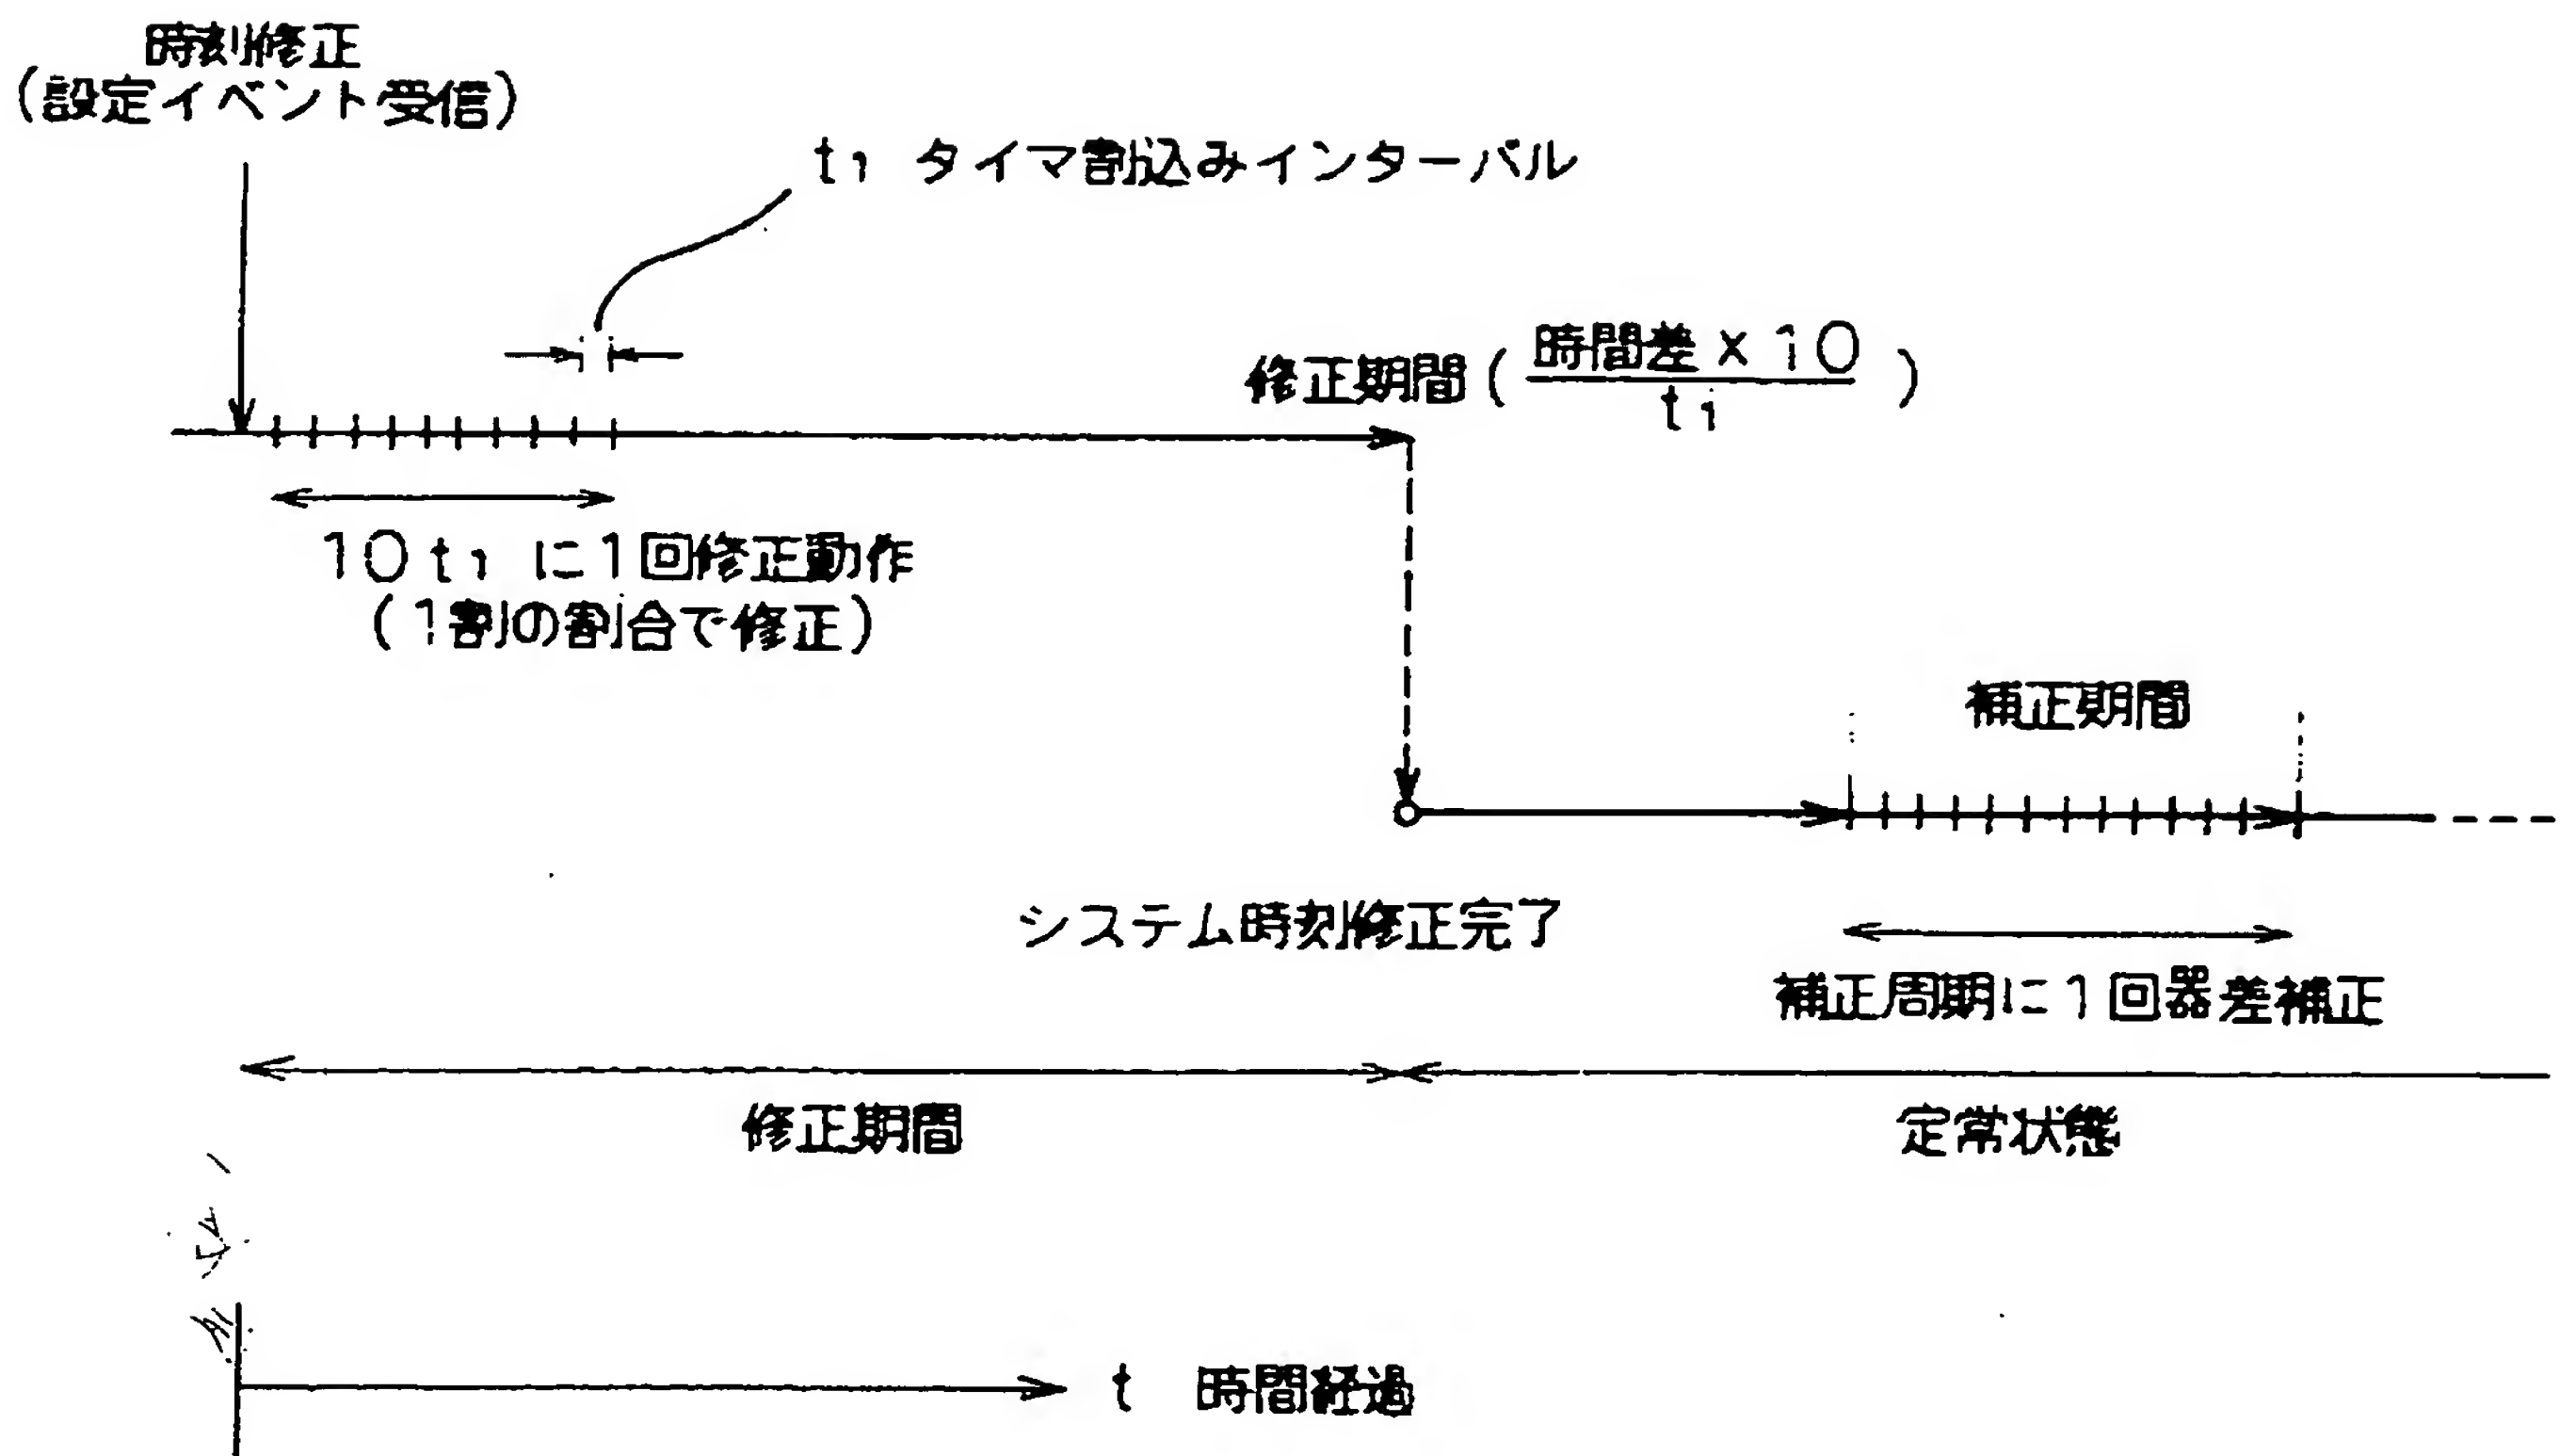 時刻修正
(設定イベント受信)
t1 タイマ割込みインターバル
修正期間(時間差×10/t1)
10t1に1回修正動作
(1割の割合で修正)
補正期間
システム時刻修正完了
補正周期に1回器差補正
修正期間
定常状態
t 時間経過